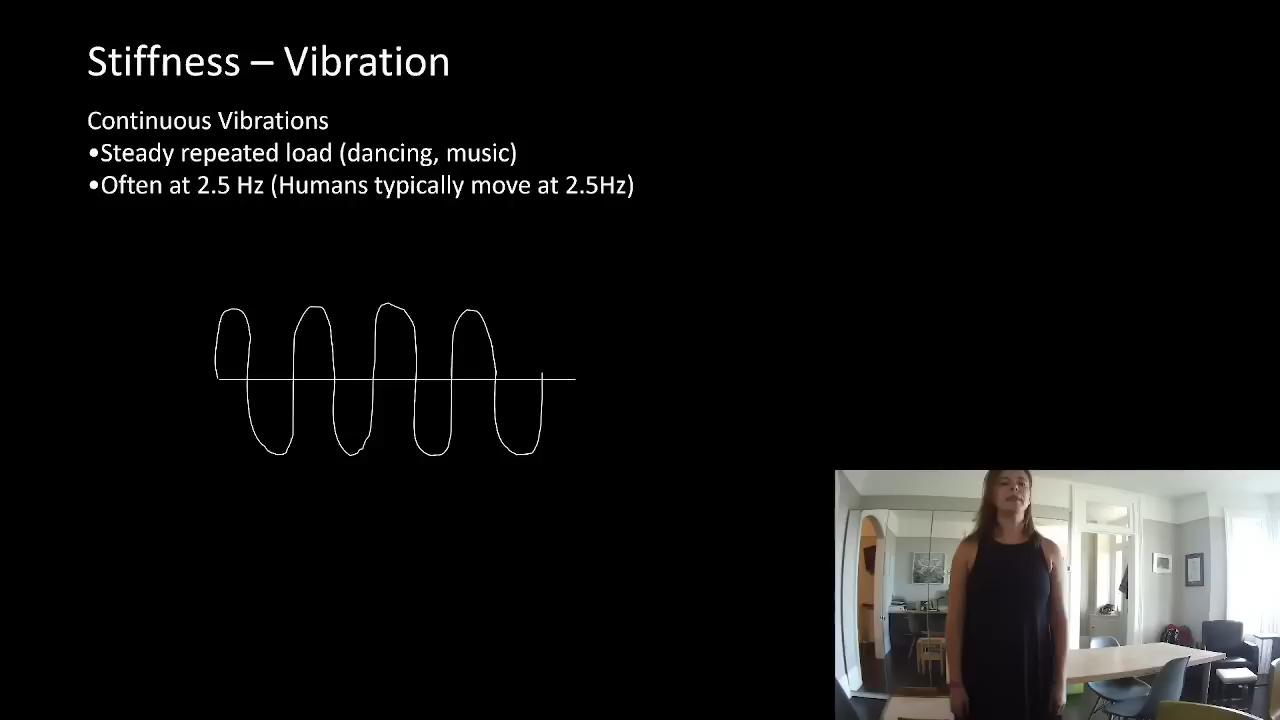 Stiffness – Vibration
Continuous Vibrations
•Steady repeated load (dancing, music)
•Often at 2.5 Hz (Humans typically move at 2.5Hz)